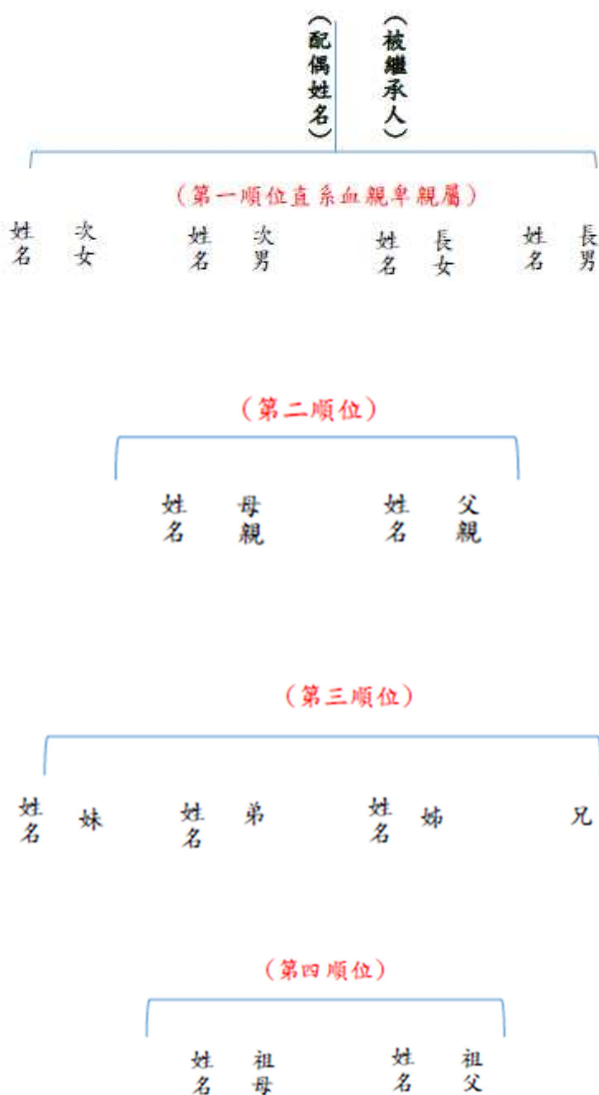 （被繼承人）
（配偶姓名）
（第一順位直系血親卑親屬）
長男
姓名
長女
姓名
次男
姓名
次女
姓名
（第二順位）
父親
姓名
母親
姓名
（第三順位）
兄
姊
姓名
弟
姓名
妹
姓名
（第四順位）
祖父
姓名
祖母
姓名